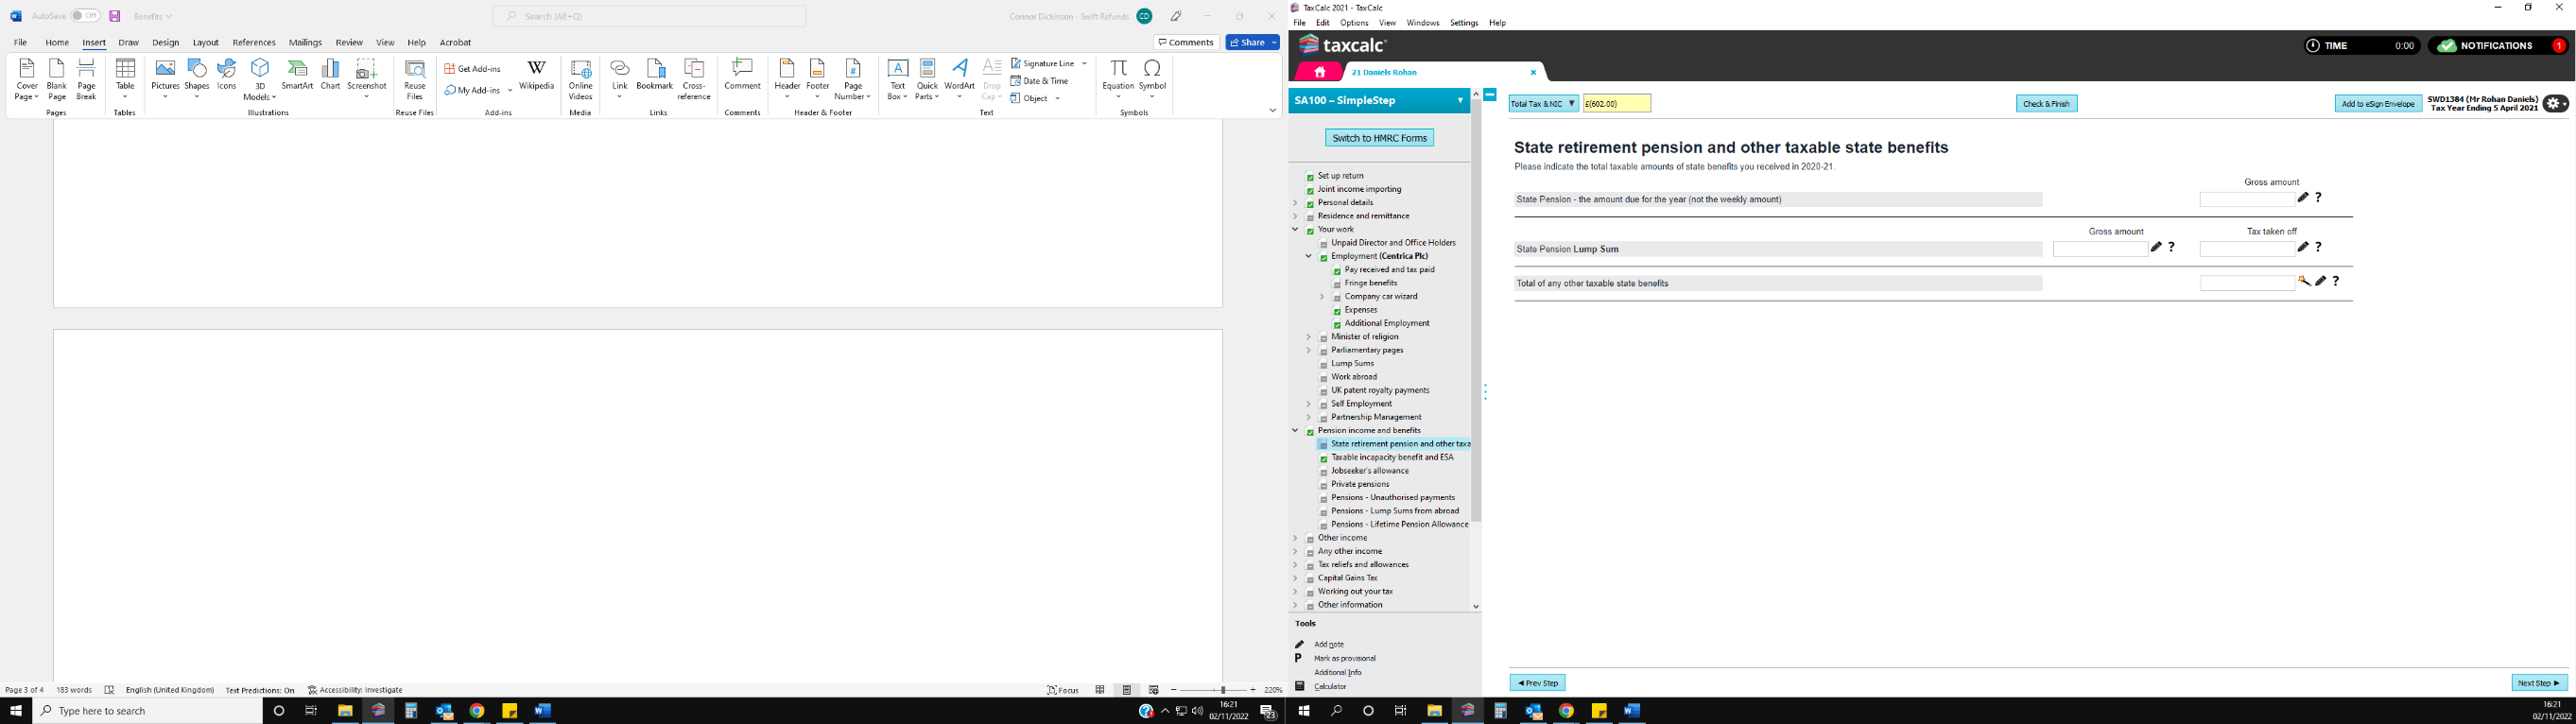 AutoSave Off Benefits
Search (Alt+Q)
Connor Dickinson - Swift Refunds CD
File Home Insert Draw Design Layout References Mailings Review View Help Acrobat
Comments Share
Cover Page
Blank Page
Page Break
Pages
Table
Tables
Pictures
Shapes
Icons
3D Models
SmartArt
Chart
Screenshot
Illustrations
Reuse Files
Reuse Files
Get Add-ins
My Add-ins
Wikipedia
Add-ins
Online Videos
Media
Link
Bookmark
Cross-reference
Links
Comment
Comments
Header
Footer
Page Number
Header & Footer
Text Box
Quick Parts
WordArt
Drop Cap
Signature Line
Date & Time
Object
Text
Equation
Symbol
Symbols
Page 3 of 4 183 words English (United Kingdom) Text Predictions: On Accessibility: Investigate
Focus 220%
Type here to search
16:21
02/11/2022
23
TaxCalc 2021 - TaxCalc
File Edit Options View Windows Settings Help
taxcalc
TIME 0:00 NOTIFICATIONS 1
21 Daniels Rohan
SA100 – SimpleStep
Total Tax & NIC £(602.00)
Check & Finish
Add to eSign Envelope
SWD1384 (Mr Rohan Daniels)
Tax Year Ending 5 April 2021
Switch to HMRC Forms
Set up return
Joint income importing
Personal details
Residence and remittance
Your work
Unpaid Director and Office Holders
Employment (Centrica Plc)
Pay received and tax paid
Fringe benefits
Company car wizard
Expenses
Additional Employment
Minister of religion
Parliamentary pages
Lump Sums
Work abroad
UK patent royalty payments
Self Employment
Partnership Management
Pension income and benefits
State retirement pension and other taxa
Taxable incapacity benefit and ESA
Jobseeker's allowance
Private pensions
Pensions - Unauthorised payments
Pensions - Lump Sums from abroad
Pensions - Lifetime Pension Allowance
Other income
Any other income
Tax reliefs and allowances
Capital Gains Tax
Working out your tax
Other information
Tools
Add note
P Mark as provisional
Additional Info
Calculator
State retirement pension and other taxable state benefits
Please indicate the total taxable amounts of state benefits you received in 2020-21.
Gross amount
State Pension - the amount due for the year (not the weekly amount) ?
Gross amount Tax taken off
State Pension Lump Sum ? ?
Total of any other taxable state benefits ?
Prev Step
Next Step
16:21
02/11/2022